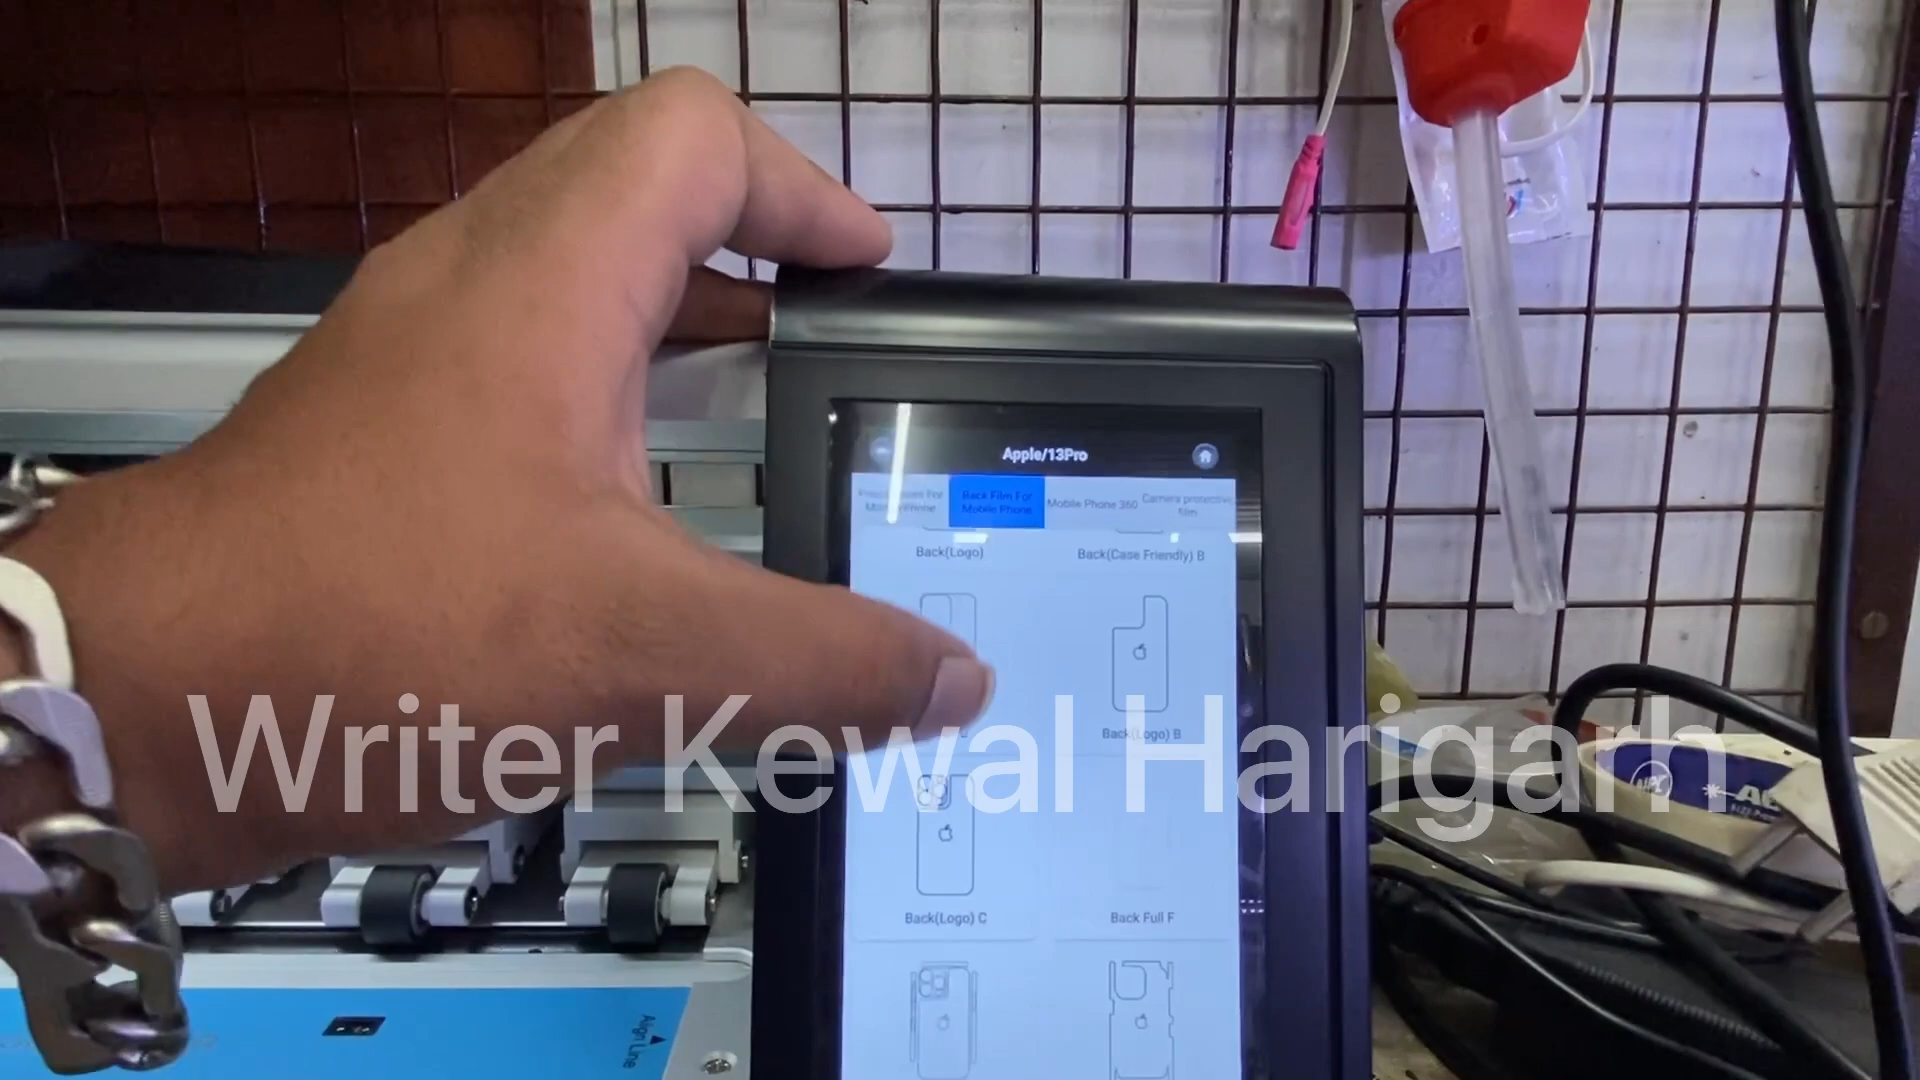 Apple/13Pro
Back Film For
Mobile Phone
Mobile Phone 360
Camera protective
film
Back(Logo)
Back(Case Friendly) B
Back(Logo) B
Writer Kewal Harigarh
Back(Logo) C
Back Full F
Align Line